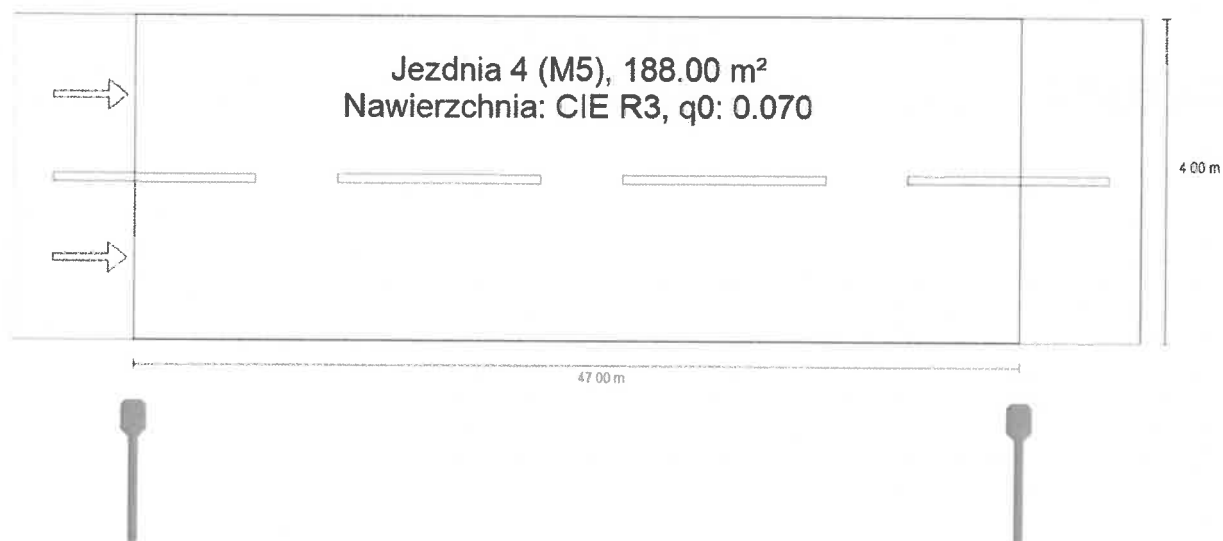 Jezdnia 4 (M5), 188.00 m²
Nawierzchnia: CIE R3, q0: 0.070
4 00 m
47 00 m